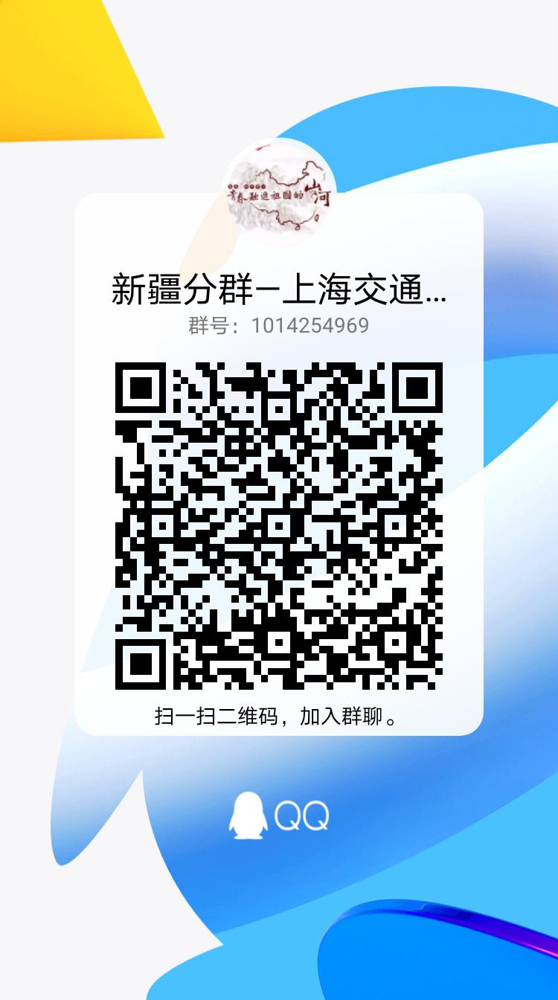 青春融进祖国的山河
新疆分群－上海交通...
群号：1014254969
扫一扫二维码，加入群聊。
QQ